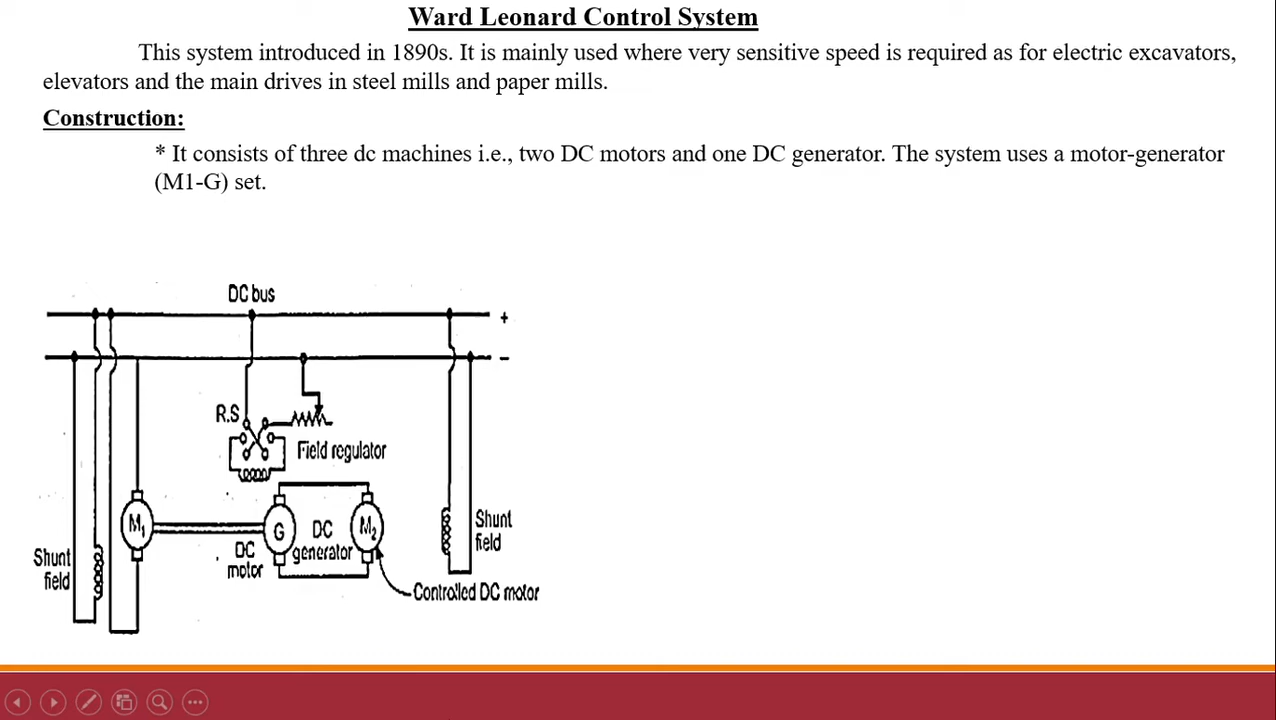 Ward Leonard Control System
This system introduced in 1890s. It is mainly used where very sensitive speed is required as for electric excavators,
elevators and the main drives in steel mills and paper mills.
Construction:
* It consists of three dc machines i.e., two DC motors and one DC generator. The system uses a motor-generator
(M1-G) set.
DC bus
+
−
R.S
Field regulator
M₁
G
DC
generator
M₂
Shunt
field
DC
motor
Shunt
field
Controlled DC motor